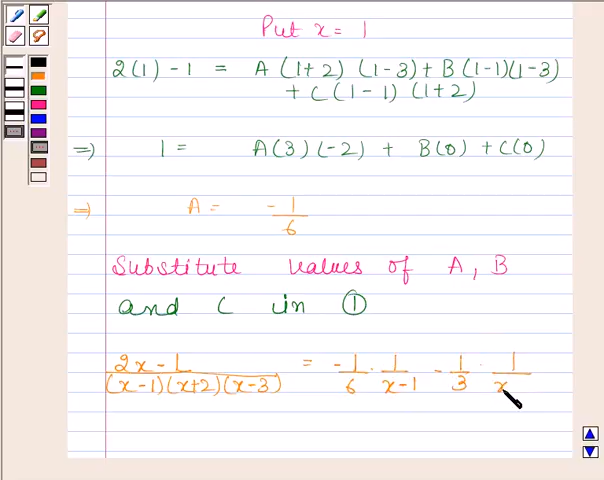 Put x = 1
2(1) - 1 = A (1+2) (1-3) + B (1-1)(1-3)
+ C (1-1) (1+2)
=> 1 = A(3)(-2) + B(0) + C(0)
=> A = -1/6
Substitute values of A, B
and C in ①
2x-1/(x-1)(x+2)(x-3) = -1/6 . 1/x-1 - 1/3 . 1/x